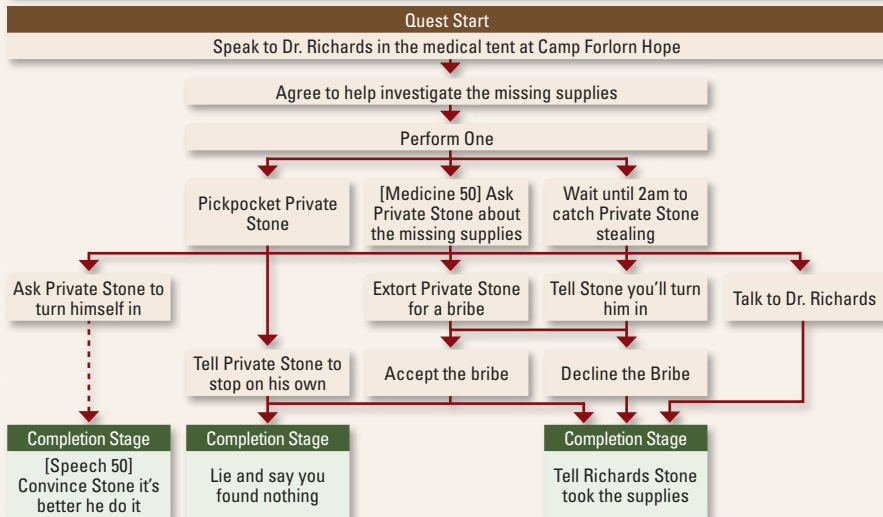 Quest Start
Speak to Dr. Richards in the medical tent at Camp Forlorn Hope
Agree to help investigate the missing supplies
Perform One
Pickpocket Private
Stone
[Medicine 50] Ask
Private Stone about
the missing supplies
Wait until 2am to
catch Private Stone
stealing
Ask Private Stone to
turn himself in
Extort Private Stone
for a bribe
Tell Stone you'll turn
him in
Talk to Dr. Richards
Tell Private Stone to
stop on his own
Accept the bribe
Decline the Bribe
Completion Stage
[Speech 50]
Convince Stone it's
better he do it
Completion Stage
Lie and say you
found nothing
Completion Stage
Tell Richards Stone
took the supplies